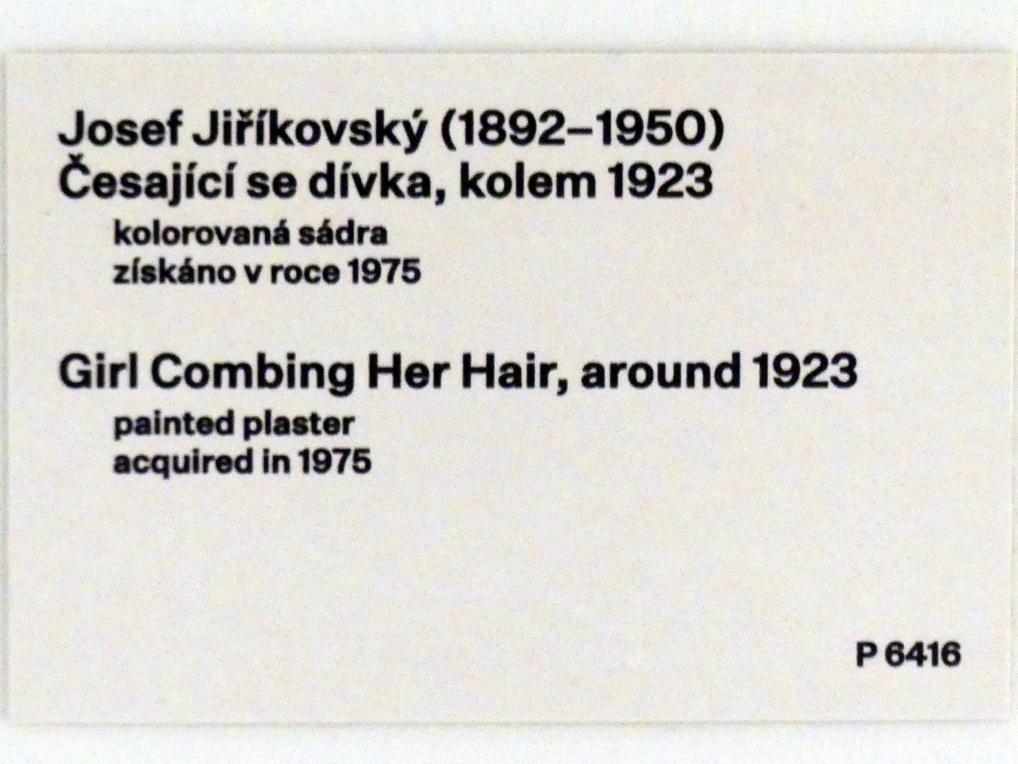 Josef Jiříkovský (1892–1950)
Česající se dívka, kolem 1923
kolorovaná sádra
získáno v roce 1975
Girl Combing Her Hair, around 1923
painted plaster
acquired in 1975
P 6416